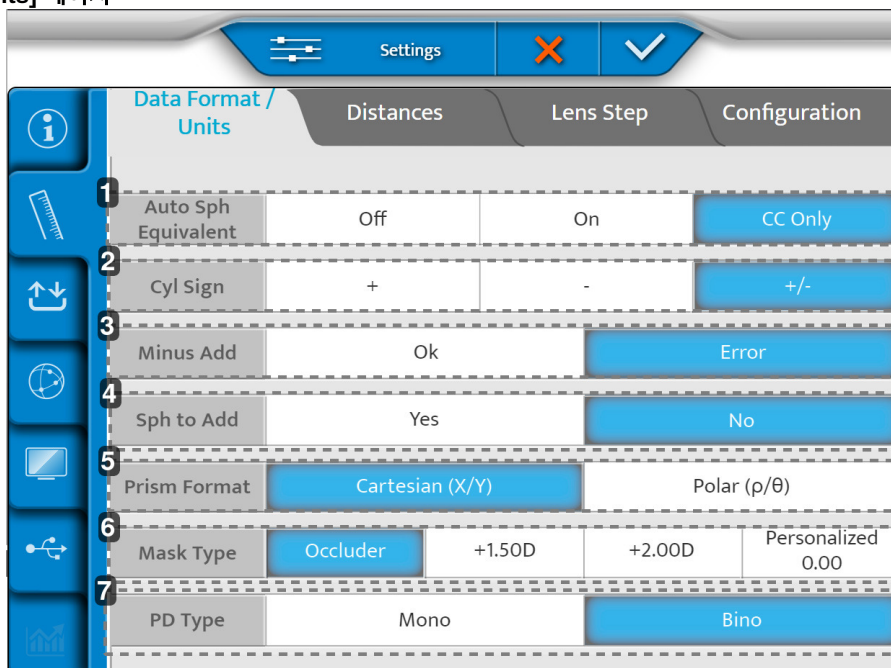 Settings
Data Format / Units
Distances
Lens Step
Configuration
1
Auto Sph Equivalent
Off
On
CC Only
2
Cyl Sign
+
-
+/-
3
Minus Add
Ok
Error
4
Sph to Add
Yes
No
5
Prism Format
Cartesian (X/Y)
Polar (ρ/θ)
6
Mask Type
Occluder
+1.50D
+2.00D
Personalized 0.00
7
PD Type
Mono
Bino